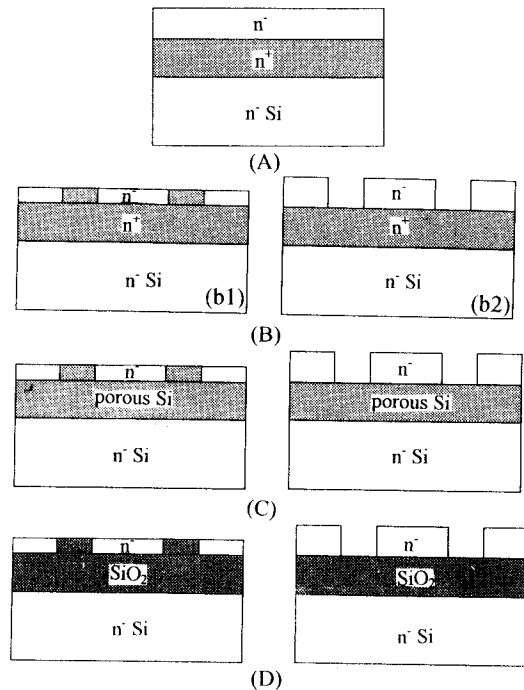 n⁻
n⁺
n⁻ Si
(A)
n⁻
n⁺
n⁻ Si
(b1)
n⁻
n⁺
n⁻ Si
(b2)
(B)
n⁻
porous Si
n⁻ Si
n⁻
porous Si
n⁻ Si
(C)
n⁻
SiO₂
n⁻ Si
n⁻
SiO₂
n⁻ Si
(D)